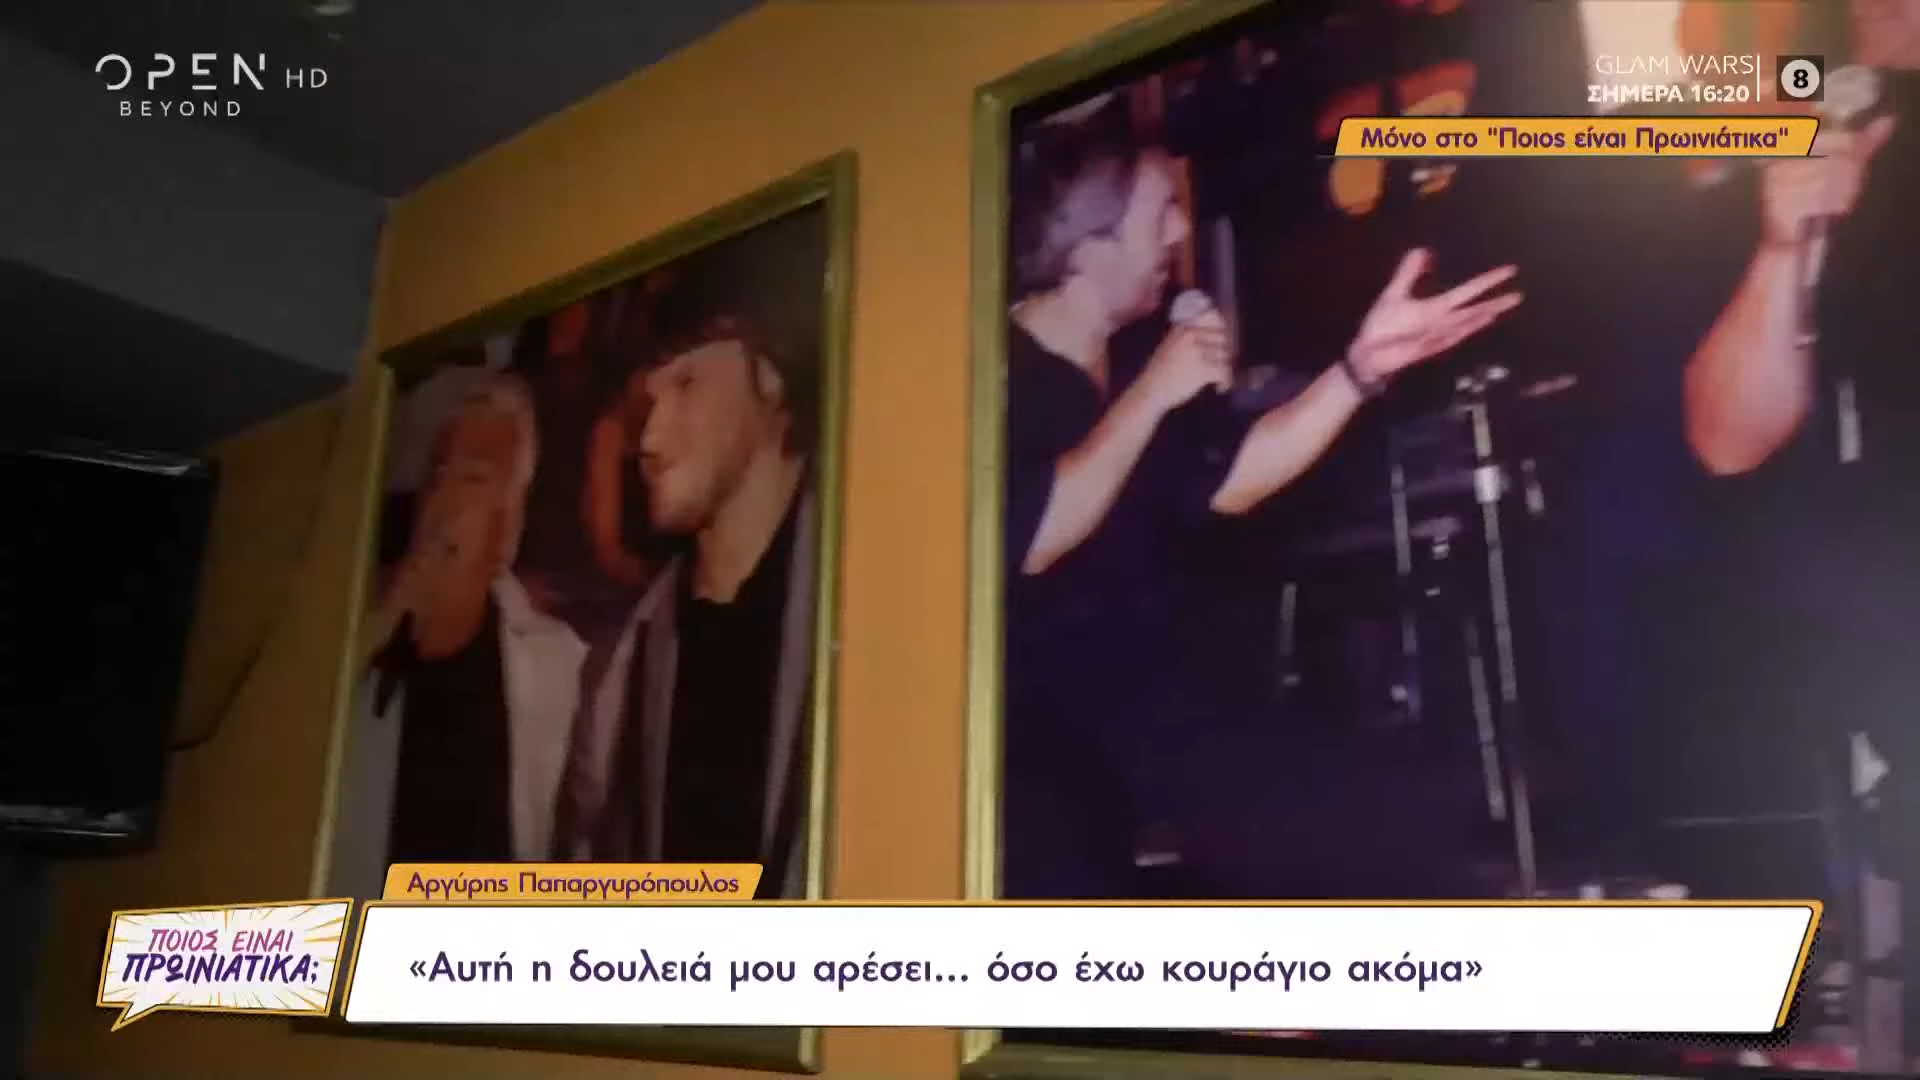 OPEN HD
BEYOND
GLAM WARS
ΣΗΜΕΡΑ 16:20
8
Μόνο στο "Ποιος είναι Πρωινιάτικα"
Αργύρης Παπαργυρόπουλος
ΠΟΙΟΣ ΕΙΝΑΙ
ΠΡΩΙΝΙΑΤΙΚΑ;
«Αυτή η δουλειά μου αρέσει... όσο έχω κουράγιο ακόμα»